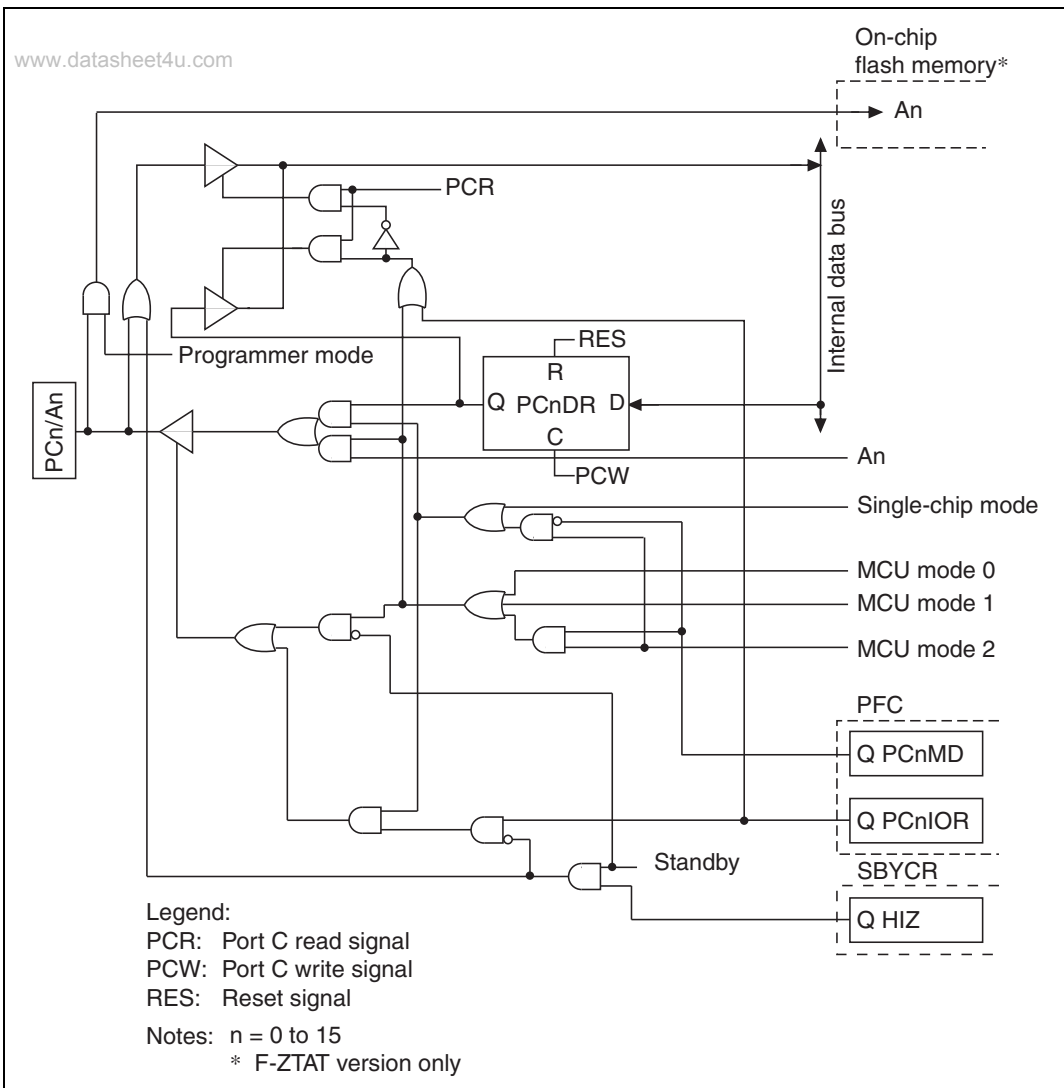 www.datasheet4u.com
On-chip
flash memory*
An
PCR
Internal data bus
Programmer mode
RES
R
Q PCnDR D
C
PCW
PCn/An
An
Single-chip mode
MCU mode 0
MCU mode 1
MCU mode 2
PFC
Q PCnMD
Q PCnIOR
Standby
SBYCR
Q HIZ
Legend:
PCR: Port C read signal
PCW: Port C write signal
RES: Reset signal
Notes: n = 0 to 15
* F-ZTAT version only